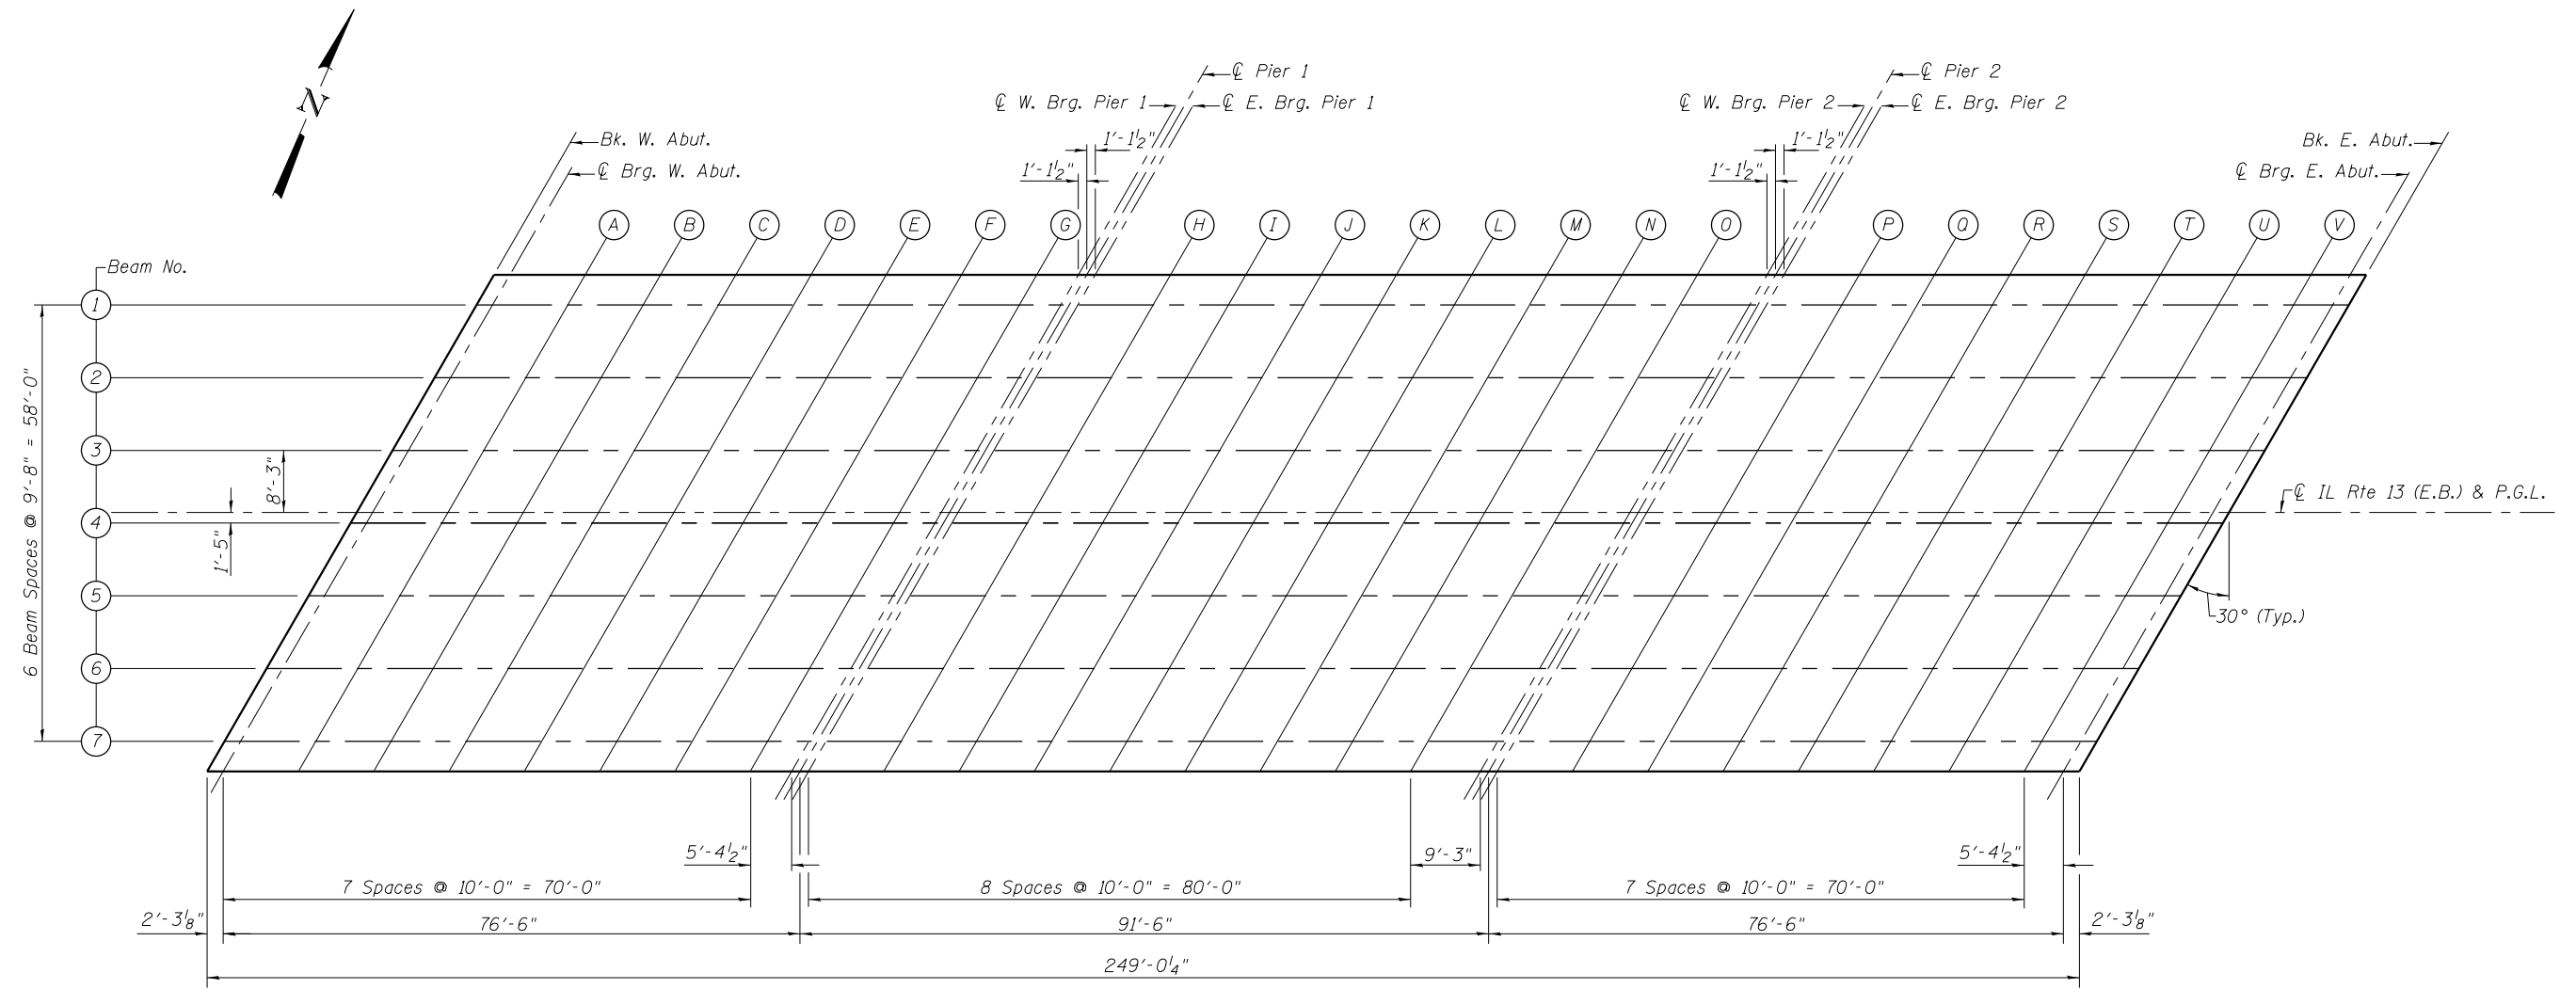 N
℄ Pier 1
℄ W. Brg. Pier 1
℄ E. Brg. Pier 1
1'-1½"
1'-1½"
℄ Pier 2
℄ W. Brg. Pier 2
℄ E. Brg. Pier 2
1'-1½"
1'-1½"
Bk. W. Abut.
℄ Brg. W. Abut.
Bk. E. Abut.
℄ Brg. E. Abut.
A B C D E F G H I J K L M N O P Q R S T U V
Beam No.
1
2
3
4
5
6
7
6 Beam Spaces @ 9'-8" = 58'-0"
8'-3"
1'-5"
℄ IL Rte 13 (E.B.) & P.G.L.
30° (Typ.)
5'-4½"
9'-3"
5'-4½"
7 Spaces @ 10'-0" = 70'-0"
8 Spaces @ 10'-0" = 80'-0"
7 Spaces @ 10'-0" = 70'-0"
2'-3⅛"
76'-6"
91'-6"
76'-6"
2'-3⅛"
249'-0¼"